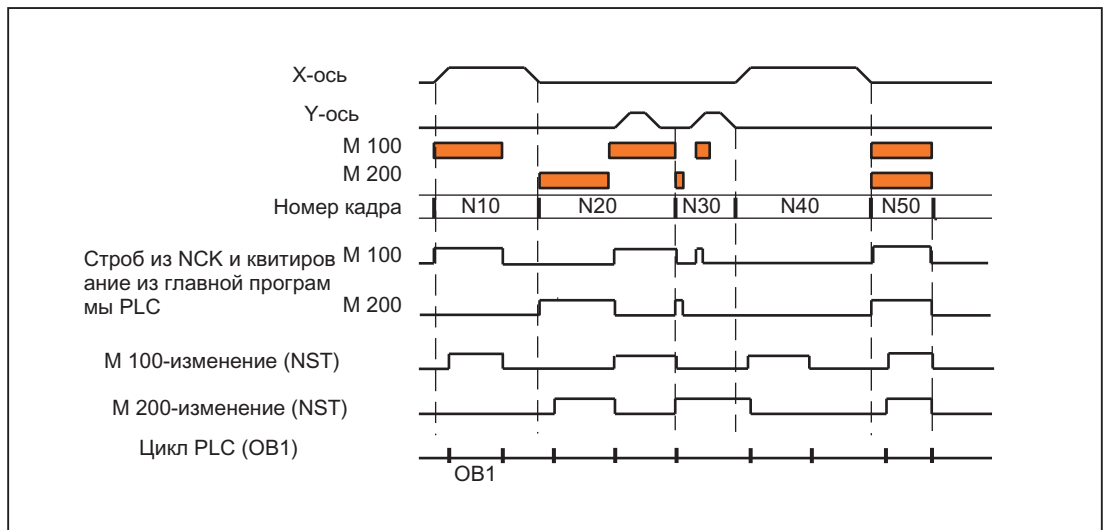 X-ось
Y-ось
M 100
M 200
Номер кадра N10 N20 N30 N40 N50
Строб из NCK и квитиров
ание из главной програм
мы PLC
M 100
M 200
M 100-изменение (NST)
M 200-изменение (NST)
Цикл PLC (OB1)
OB1